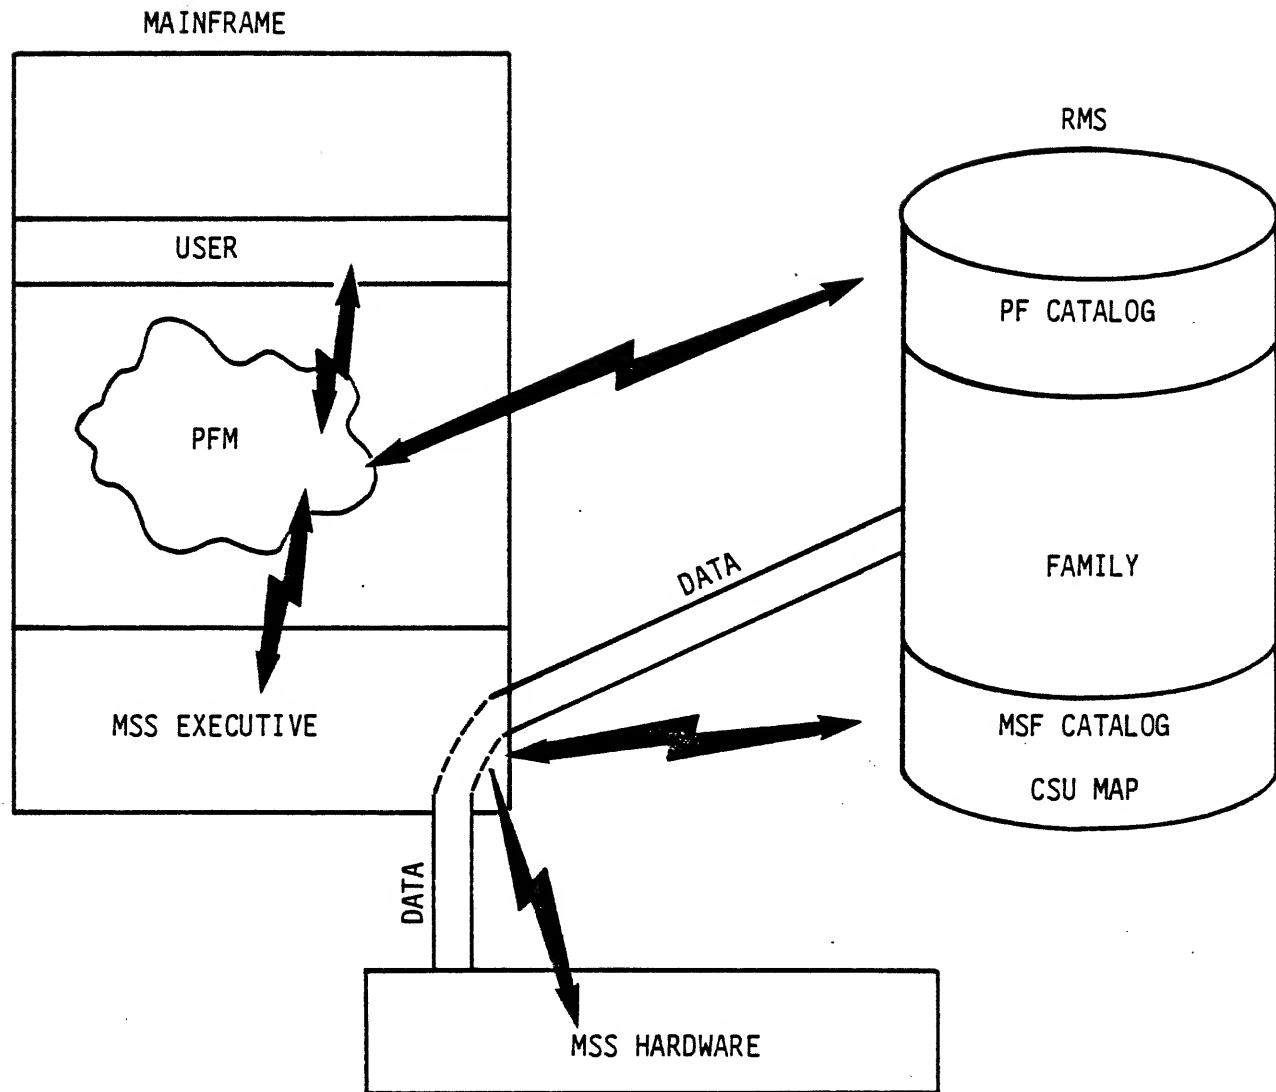 MAINFRAME
RMS
USER
PF CATALOG
PFM
DATA
FAMILY
MSS EXECUTIVE
MSF CATALOG
CSU MAP
DATA
MSS HARDWARE